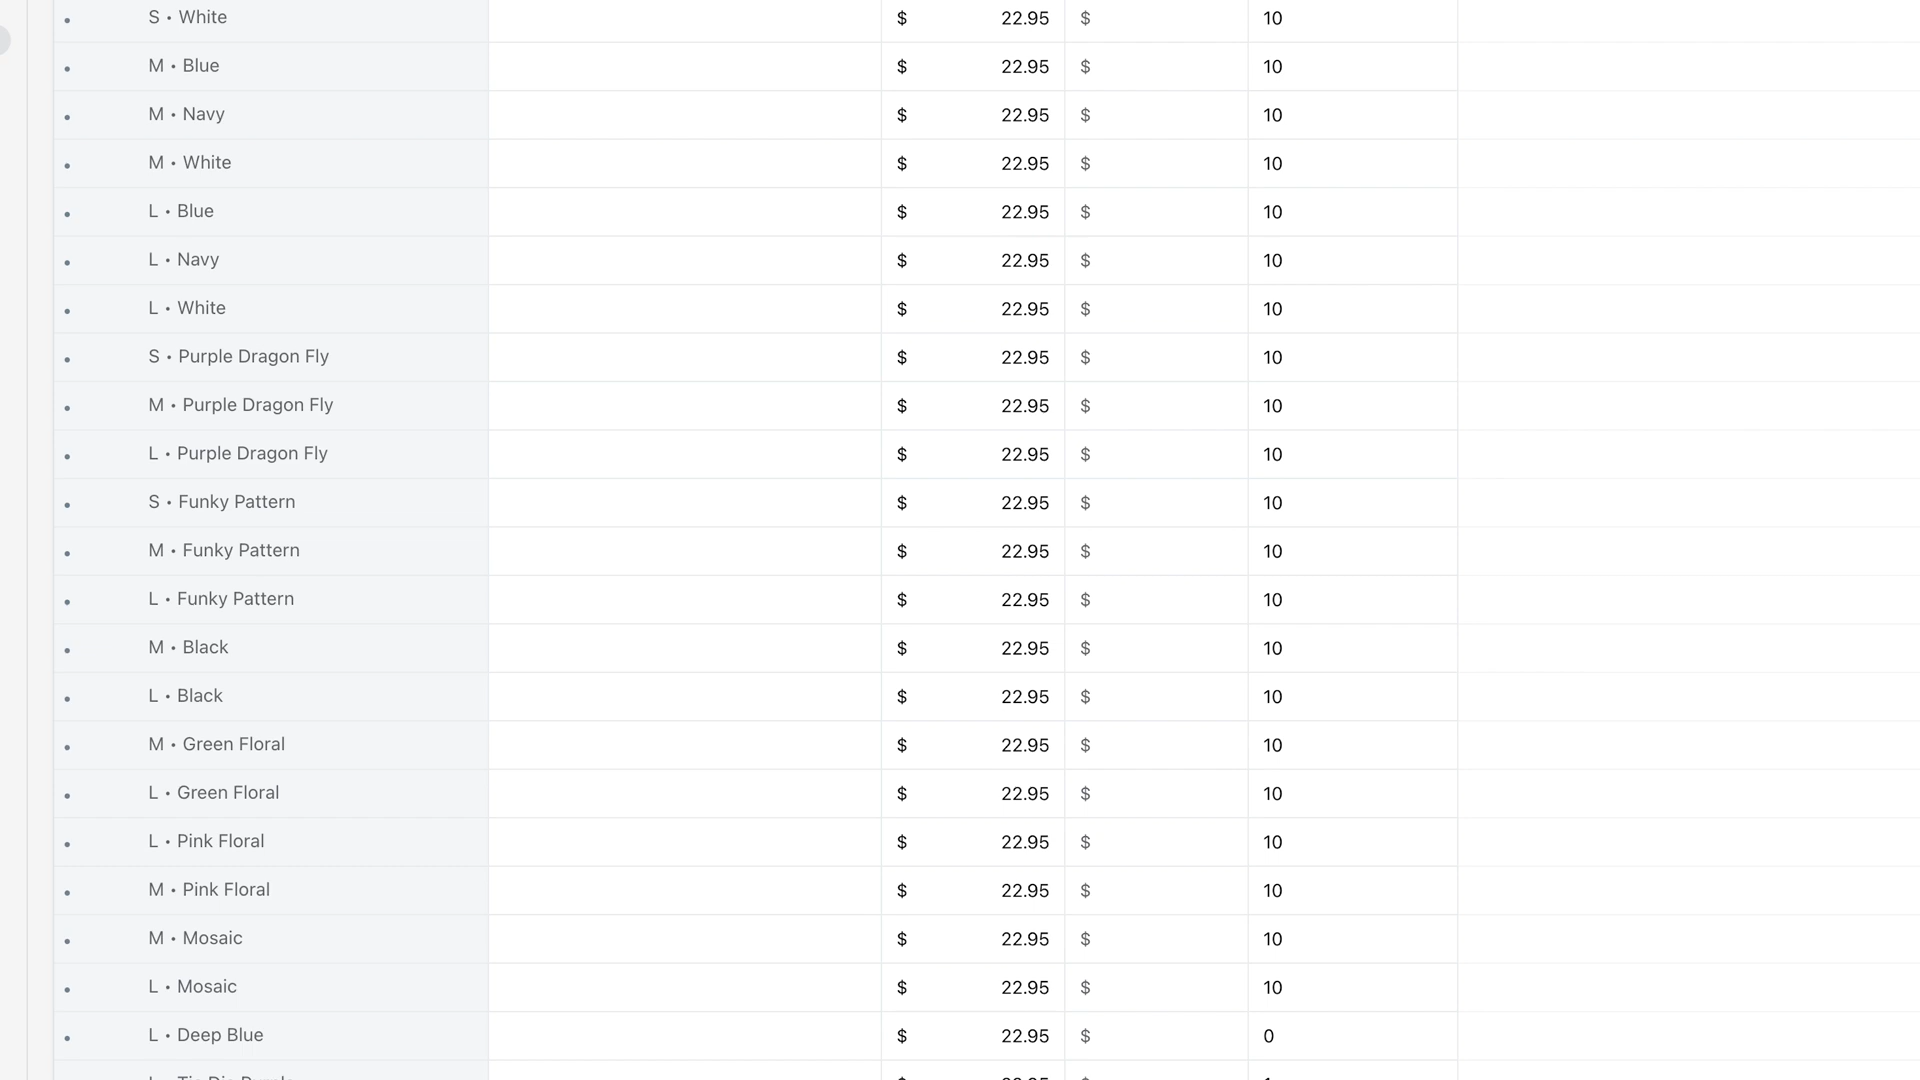 S • White $ 22.95 $ 10
M • Blue $ 22.95 $ 10
M • Navy $ 22.95 $ 10
M • White $ 22.95 $ 10
L • Blue $ 22.95 $ 10
L • Navy $ 22.95 $ 10
L • White $ 22.95 $ 10
S • Purple Dragon Fly $ 22.95 $ 10
M • Purple Dragon Fly $ 22.95 $ 10
L • Purple Dragon Fly $ 22.95 $ 10
S • Funky Pattern $ 22.95 $ 10
M • Funky Pattern $ 22.95 $ 10
L • Funky Pattern $ 22.95 $ 10
M • Black $ 22.95 $ 10
L • Black $ 22.95 $ 10
M • Green Floral $ 22.95 $ 10
L • Green Floral $ 22.95 $ 10
L • Pink Floral $ 22.95 $ 10
M • Pink Floral $ 22.95 $ 10
M • Mosaic $ 22.95 $ 10
L • Mosaic $ 22.95 $ 10
L • Deep Blue $ 22.95 $ 0